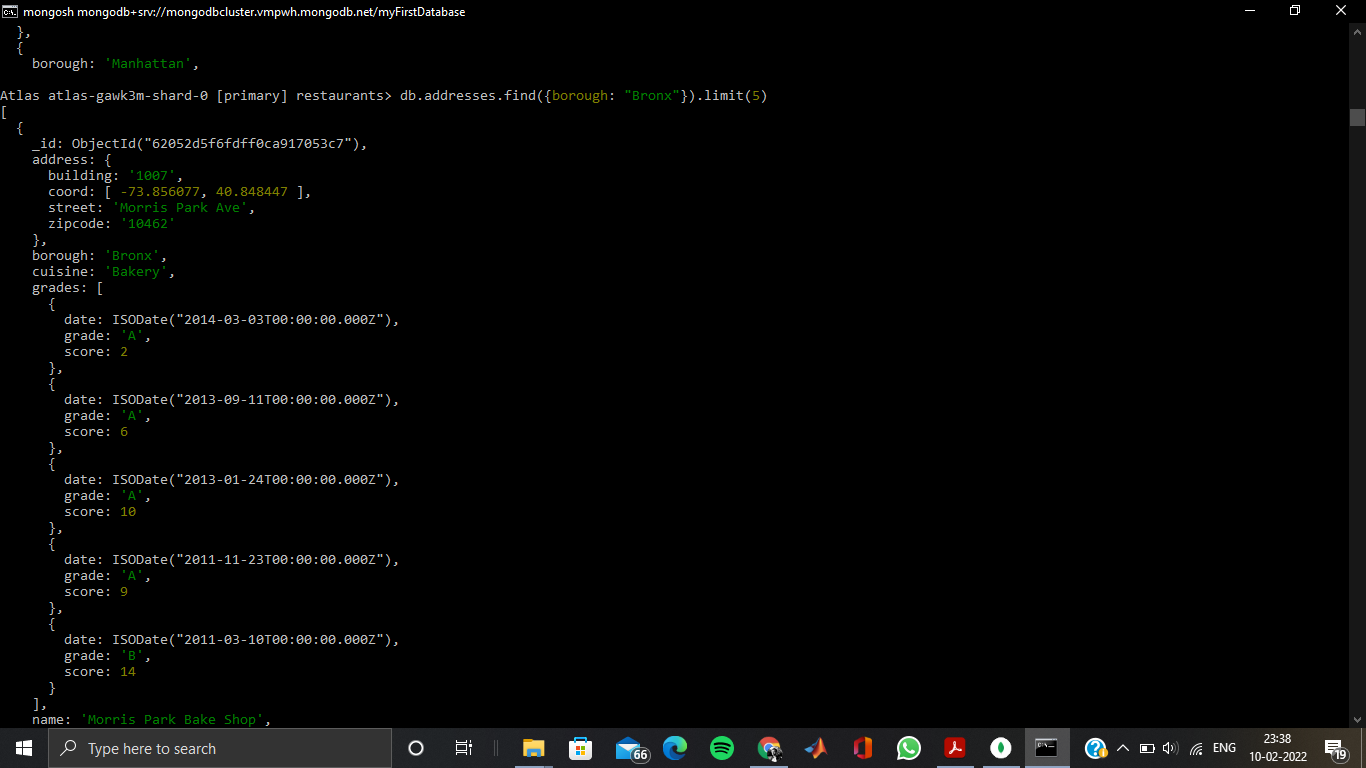 mongosh mongodb+srv://mongodbcluster.vmpwh.mongodb.net/myFirstDatabase
},
{
borough: 'Manhattan',
Atlas atlas-gawk3m-shard-0 [primary] restaurants> db.addresses.find({borough: "Bronx"}).limit(5)
[
{
_id: ObjectId("62052d5f6fdff0ca917053c7"),
address: {
building: '1007',
coord: [ -73.856077, 40.848447 ],
street: 'Morris Park Ave',
zipcode: '10462'
},
borough: 'Bronx',
cuisine: 'Bakery',
grades: [
{
date: ISODate("2014-03-03T00:00:00.000Z"),
grade: 'A',
score: 2
},
{
date: ISODate("2013-09-11T00:00:00.000Z"),
grade: 'A',
score: 6
},
{
date: ISODate("2013-01-24T00:00:00.000Z"),
grade: 'A',
score: 10
},
{
date: ISODate("2011-11-23T00:00:00.000Z"),
grade: 'A',
score: 9
},
{
date: ISODate("2011-03-10T00:00:00.000Z"),
grade: 'B',
score: 14
}
],
name: 'Morris Park Bake Shop',
Type here to search
66
ENG
23:38
10-02-2022
19